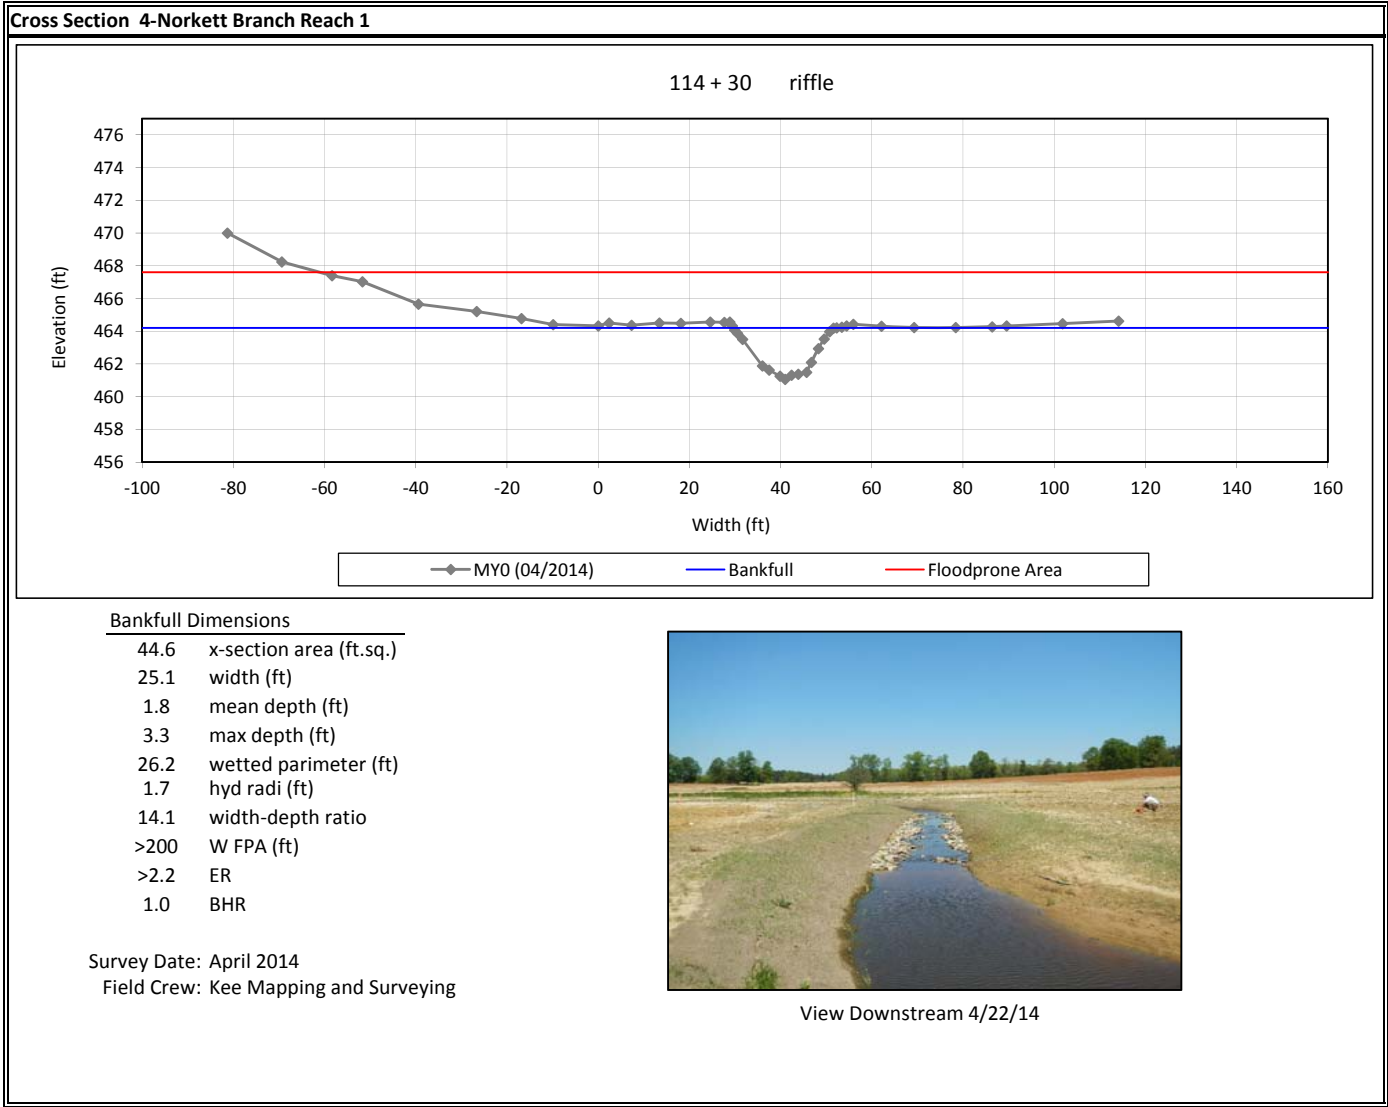 Cross Section 4-Norkett Branch Reach 1
114 + 30 riffle
476
474
472
470
468
466
464
462
460
458
456
Elevation (ft)
-100 -80 -60 -40 -20 0 20 40 60 80 100 120 140 160
Width (ft)
MY0 (04/2014) Bankfull Floodprone Area
Bankfull Dimensions
44.6 x-section area (ft.sq.)
25.1 width (ft)
1.8 mean depth (ft)
3.3 max depth (ft)
26.2 wetted parimeter (ft)
1.7 hyd radi (ft)
14.1 width-depth ratio
>200 W FPA (ft)
>2.2 ER
1.0 BHR
Survey Date: April 2014
Field Crew: Kee Mapping and Surveying
View Downstream 4/22/14